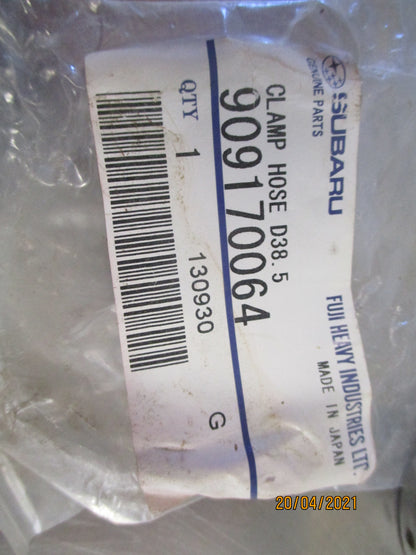 SUBARU
GENUINE PARTS
FUJI HEAVY INDUSTRIES LTD.
MADE IN JAPAN
CLAMP HOSE D38.5
909170064
QTY 1
130930
G
20/04/2021